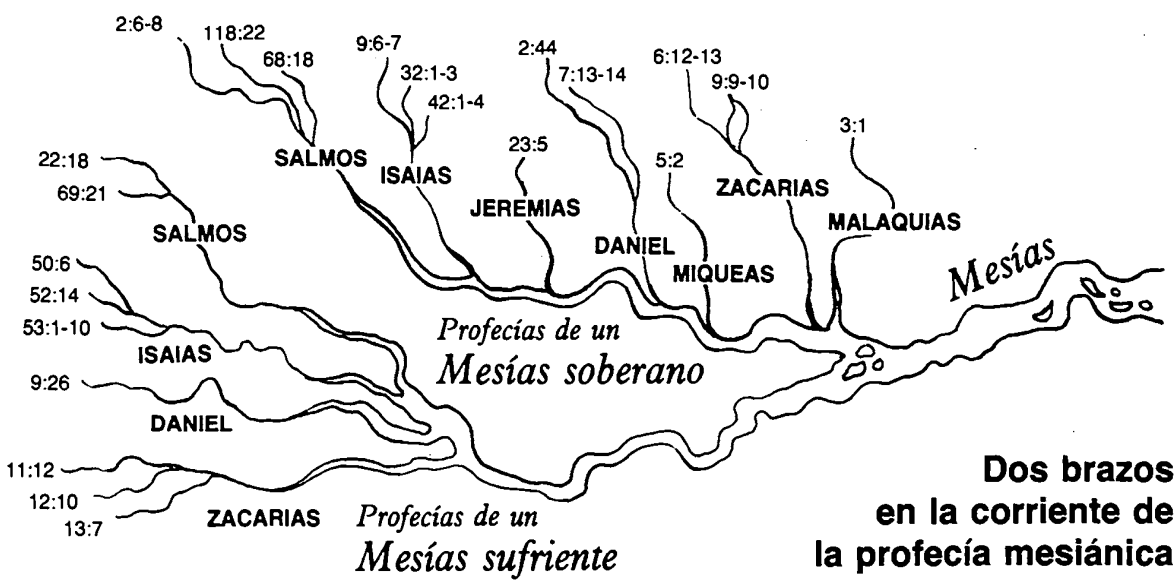 2:6-8
118:22
68:18
SALMOS
9:6-7
32:1-3
42:1-4
ISAIAS
23:5
JEREMIAS
2:44
7:13-14
DANIEL
5:2
MIQUEAS
6:12-13
9:9-10
ZACARIAS
3:1
MALAQUIAS
Mesías
Profecías de un
Mesías soberano
22:18
69:21
SALMOS
50:6
52:14
53:1-10
ISAIAS
9:26
DANIEL
11:12
12:10
13:7
ZACARIAS
Profecías de un
Mesías sufriente
Dos brazos
en la corriente de
la profecía mesiánica